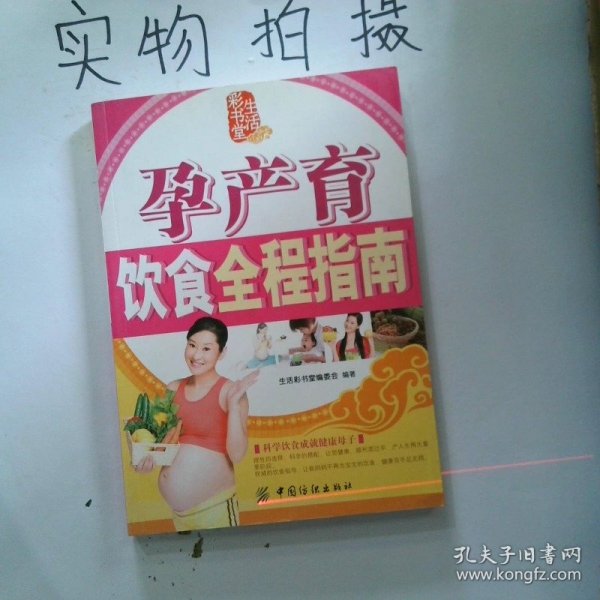 实物拍摄
生活
彩书堂
孕产育
饮食全程指南
生活彩书堂编委会 编著
科学饮食成就健康母子
中国纺织出版社
孔夫子旧书网
www.kongfz.com